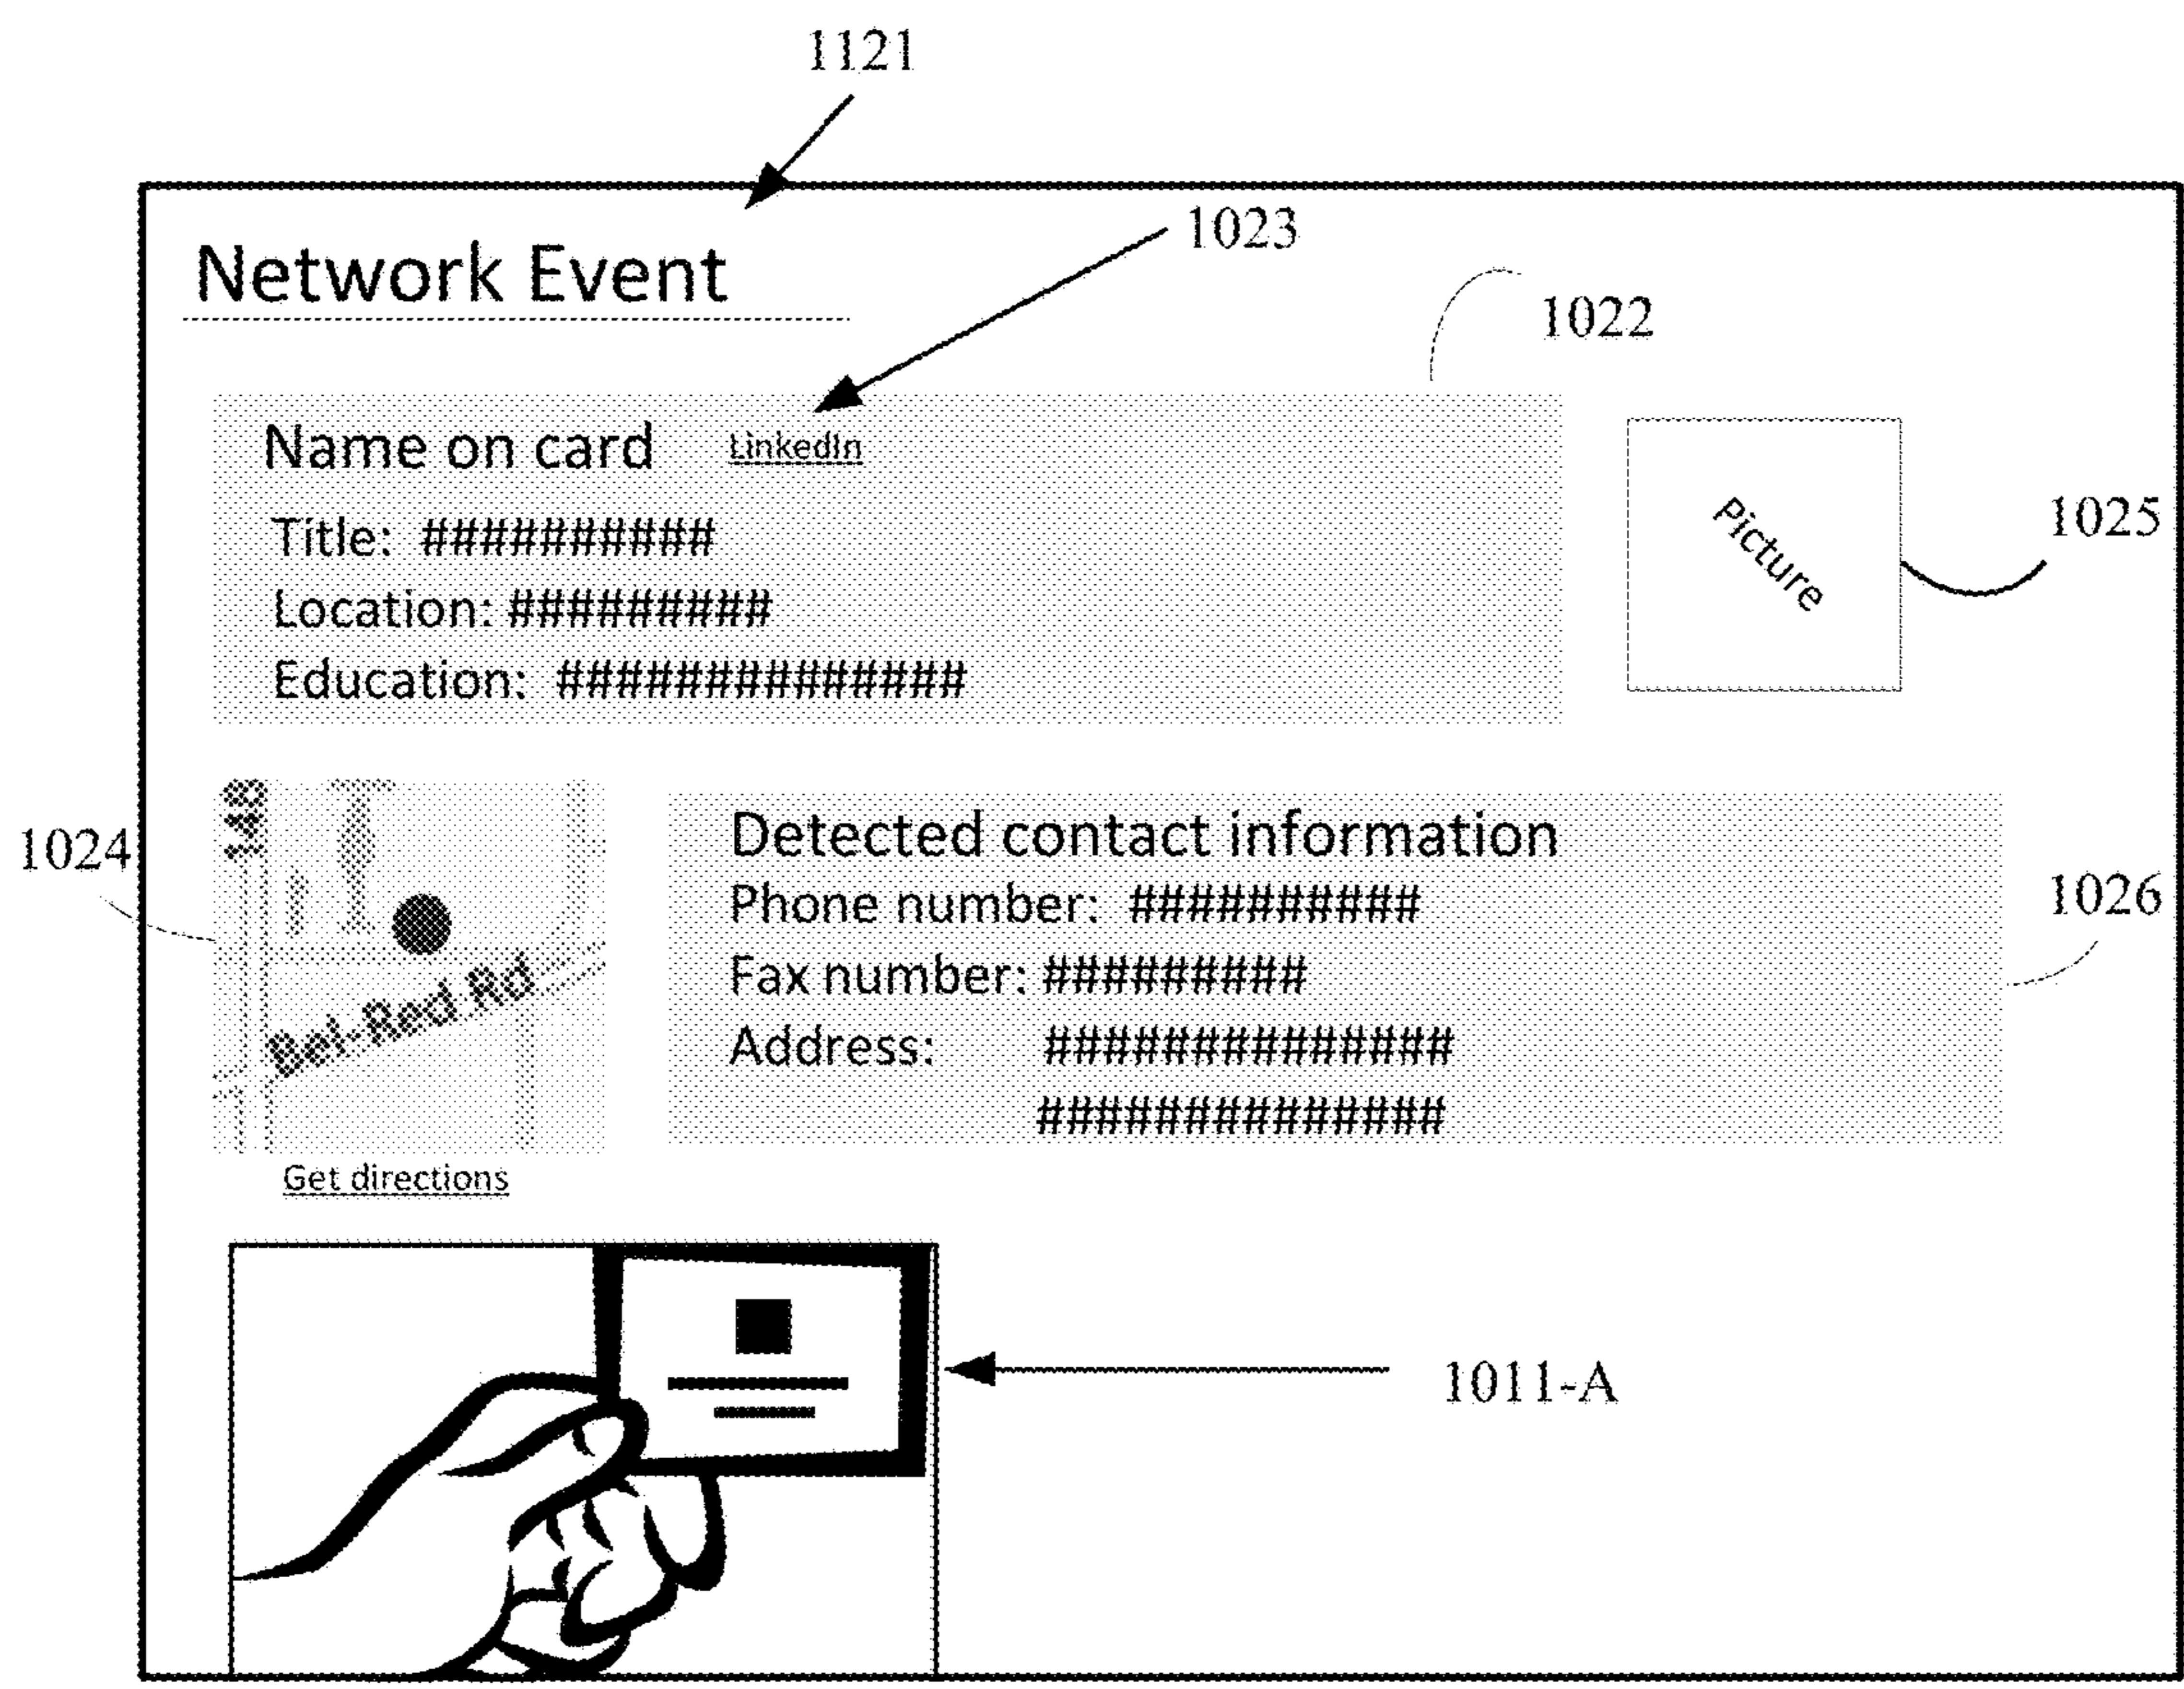 1121
1023
Network Event
1022
Name on card LinkedIn
Title: ##########
Location: #########
Education: ##############
Picture
1025
148
1024
Bel-Red Rd
Get directions
Detected contact information
Phone number: ##########
Fax number: #########
Address: ##############
##############
1026
1011-A